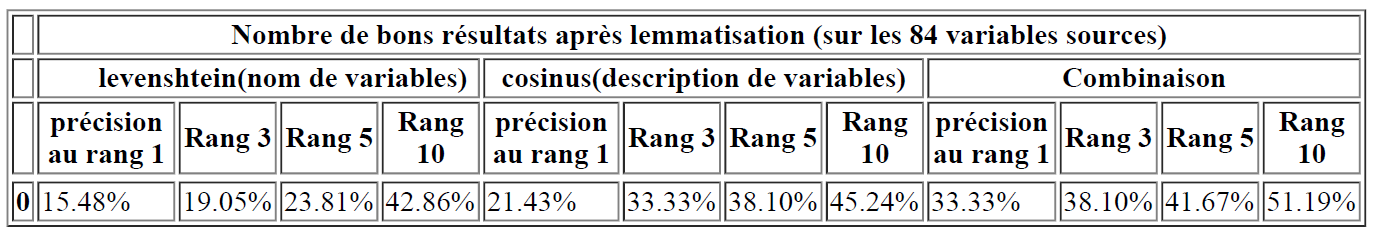 Nombre de bons résultats après lemmatisation (sur les 84 variables sources)
levenshtein(nom de variables) cosinus(description de variables) Combinaison
précision au rang 1 Rang 3 Rang 5 Rang 10 précision au rang 1 Rang 3 Rang 5 Rang 10 précision au rang 1 Rang 3 Rang 5 Rang 10
0 15.48% 19.05% 23.81% 42.86% 21.43% 33.33% 38.10% 45.24% 33.33% 38.10% 41.67% 51.19%